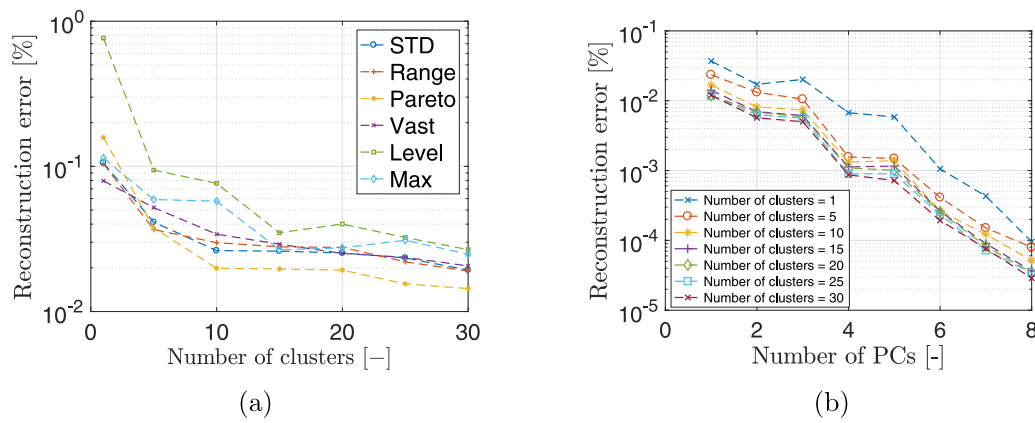 10^0
10^-1
10^-2
Reconstruction error [%]
0
10
20
30
Number of clusters [−]
STD
Range
Pareto
Vast
Level
Max
(a)
10^-1
10^-2
10^-3
10^-4
10^-5
Reconstruction error [%]
0
2
4
6
8
Number of PCs [-]
Number of clusters = 1
Number of clusters = 5
Number of clusters = 10
Number of clusters = 15
Number of clusters = 20
Number of clusters = 25
Number of clusters = 30
(b)